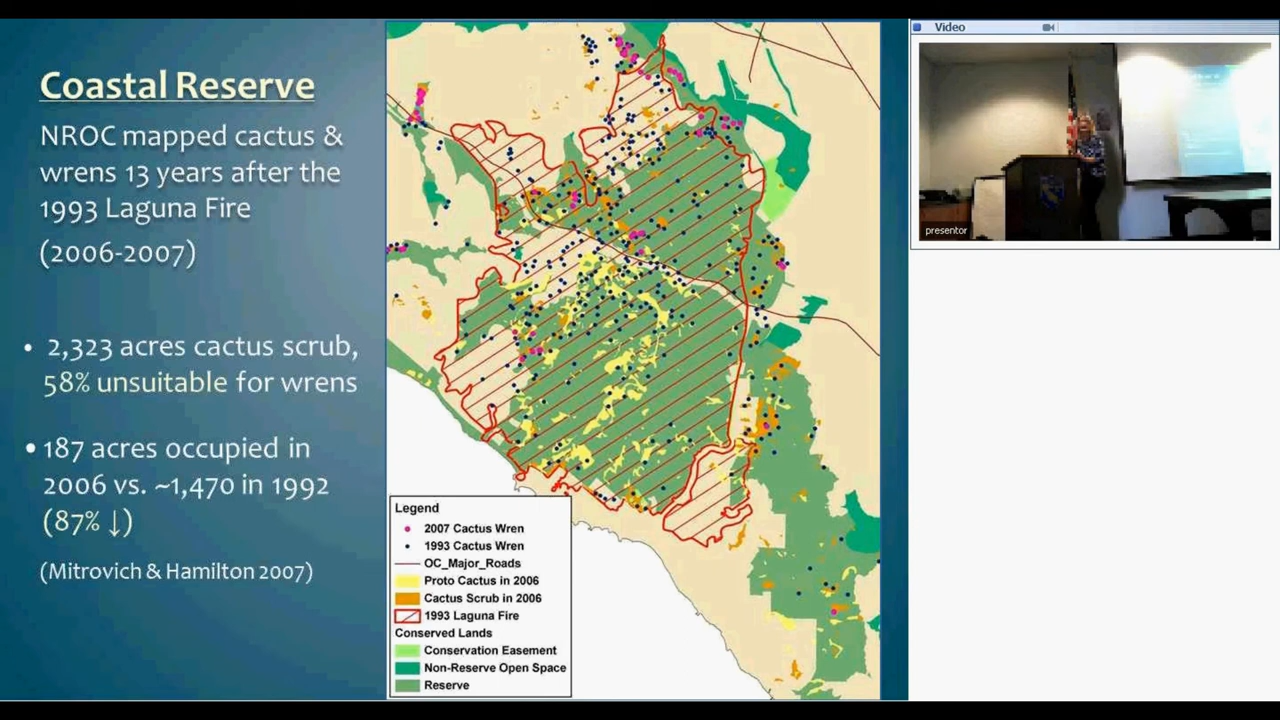 Coastal Reserve
NROC mapped cactus &
wrens 13 years after the
1993 Laguna Fire
(2006-2007)
• 2,323 acres cactus scrub,
58% unsuitable for wrens
• 187 acres occupied in
2006 vs. ~1,470 in 1992
(87% ↓)
(Mitrovich & Hamilton 2007)
Legend
2007 Cactus Wren
1993 Cactus Wren
OC_Major_Roads
Proto Cactus in 2006
Cactus Scrub in 2006
1993 Laguna Fire
Conserved Lands
Conservation Easement
Non-Reserve Open Space
Reserve
Video
presentor